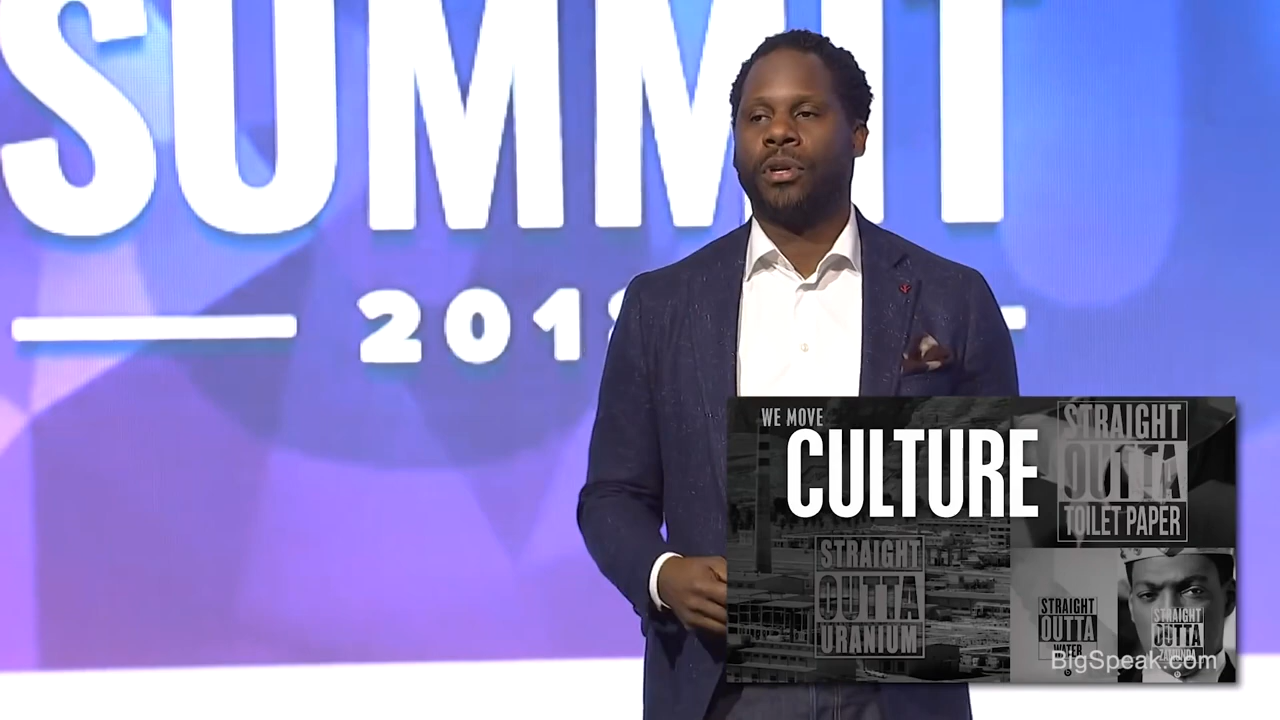 SUMMIT
201
WE MOVE
CULTURE
STRAIGHT
OUTTA
TOILET PAPER
STRAIGHT
OUTTA
URANIUM
STRAIGHT
OUTTA
WATER
STRAIGHT
OUTTA
ZAMUNDA
BigSpeak.com